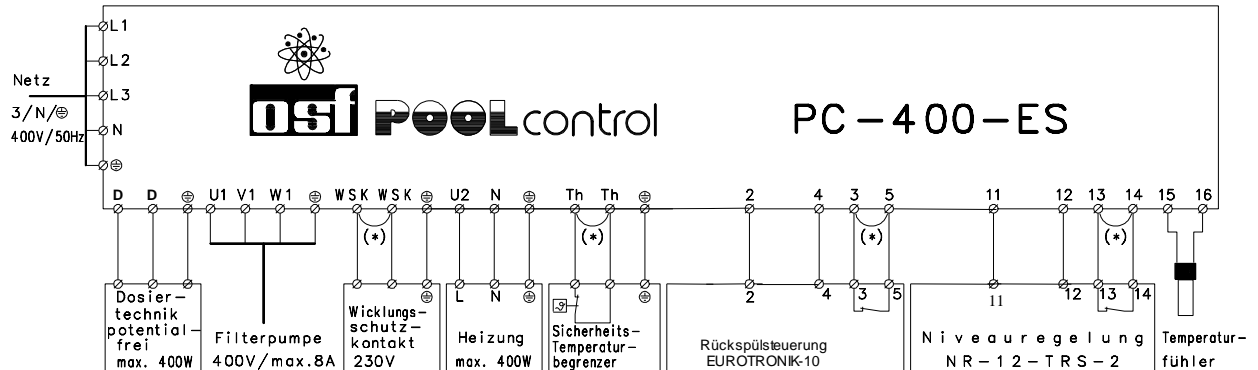 L1
L2
Netz
L3
3/N/⏚
N
400V/50Hz
⏚
osf POOLcontrol
PC-400-ES
D D ⏚ U1 V1 W1 ⏚ WSK WSK ⏚ U2 N ⏚ Th Th ⏚ 2 4 3 5 11 12 13 14 15 16
(*) (*) (*) (*)
Dosier-
technik
potential-
frei
max. 400W
Filterpumpe
400V/max.8A
⏚
Wicklungs-
schutz-
kontakt
230V
L N ⏚
Heizung
max. 400W
⏚
Sicherheits-
Temperatur-
begrenzer
2 4 3 5
Rückspülsteuerung
EUROTRONIK-10
11 12 13 14
Niveauregelung
NR-12-TRS-2
Temperatur-
fühler